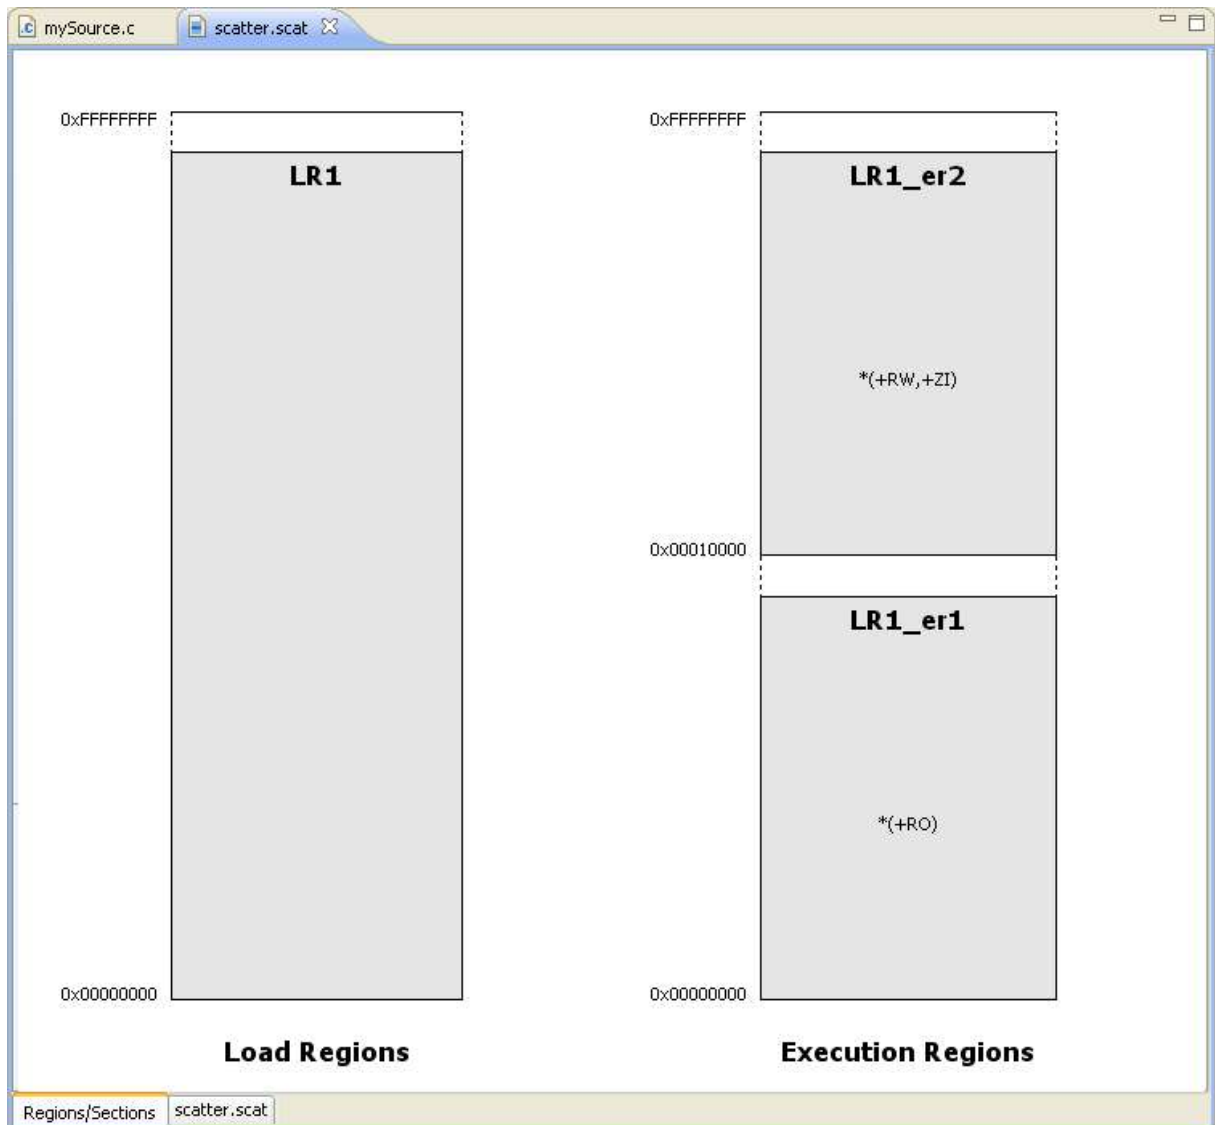 mySource.c
scatter.scat
0xFFFFFFFF
LR1
0x00000000
Load Regions
0xFFFFFFFF
LR1_er2
*(+RW,+ZI)
0x00010000
LR1_er1
*(+RO)
0x00000000
Execution Regions
Regions/Sections
scatter.scat